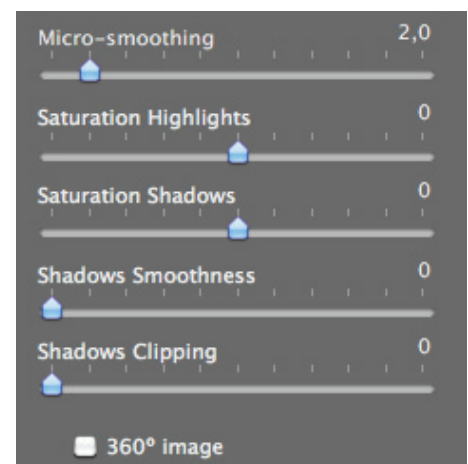 Micro-smoothing 2,0
Saturation Highlights 0
Saturation Shadows 0
Shadows Smoothness 0
Shadows Clipping 0
360º image